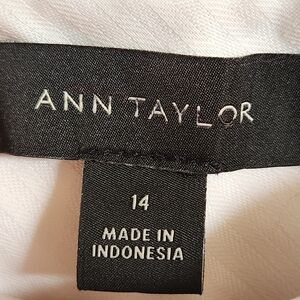 ANN TAYLOR
14
MADE IN
INDONESIA